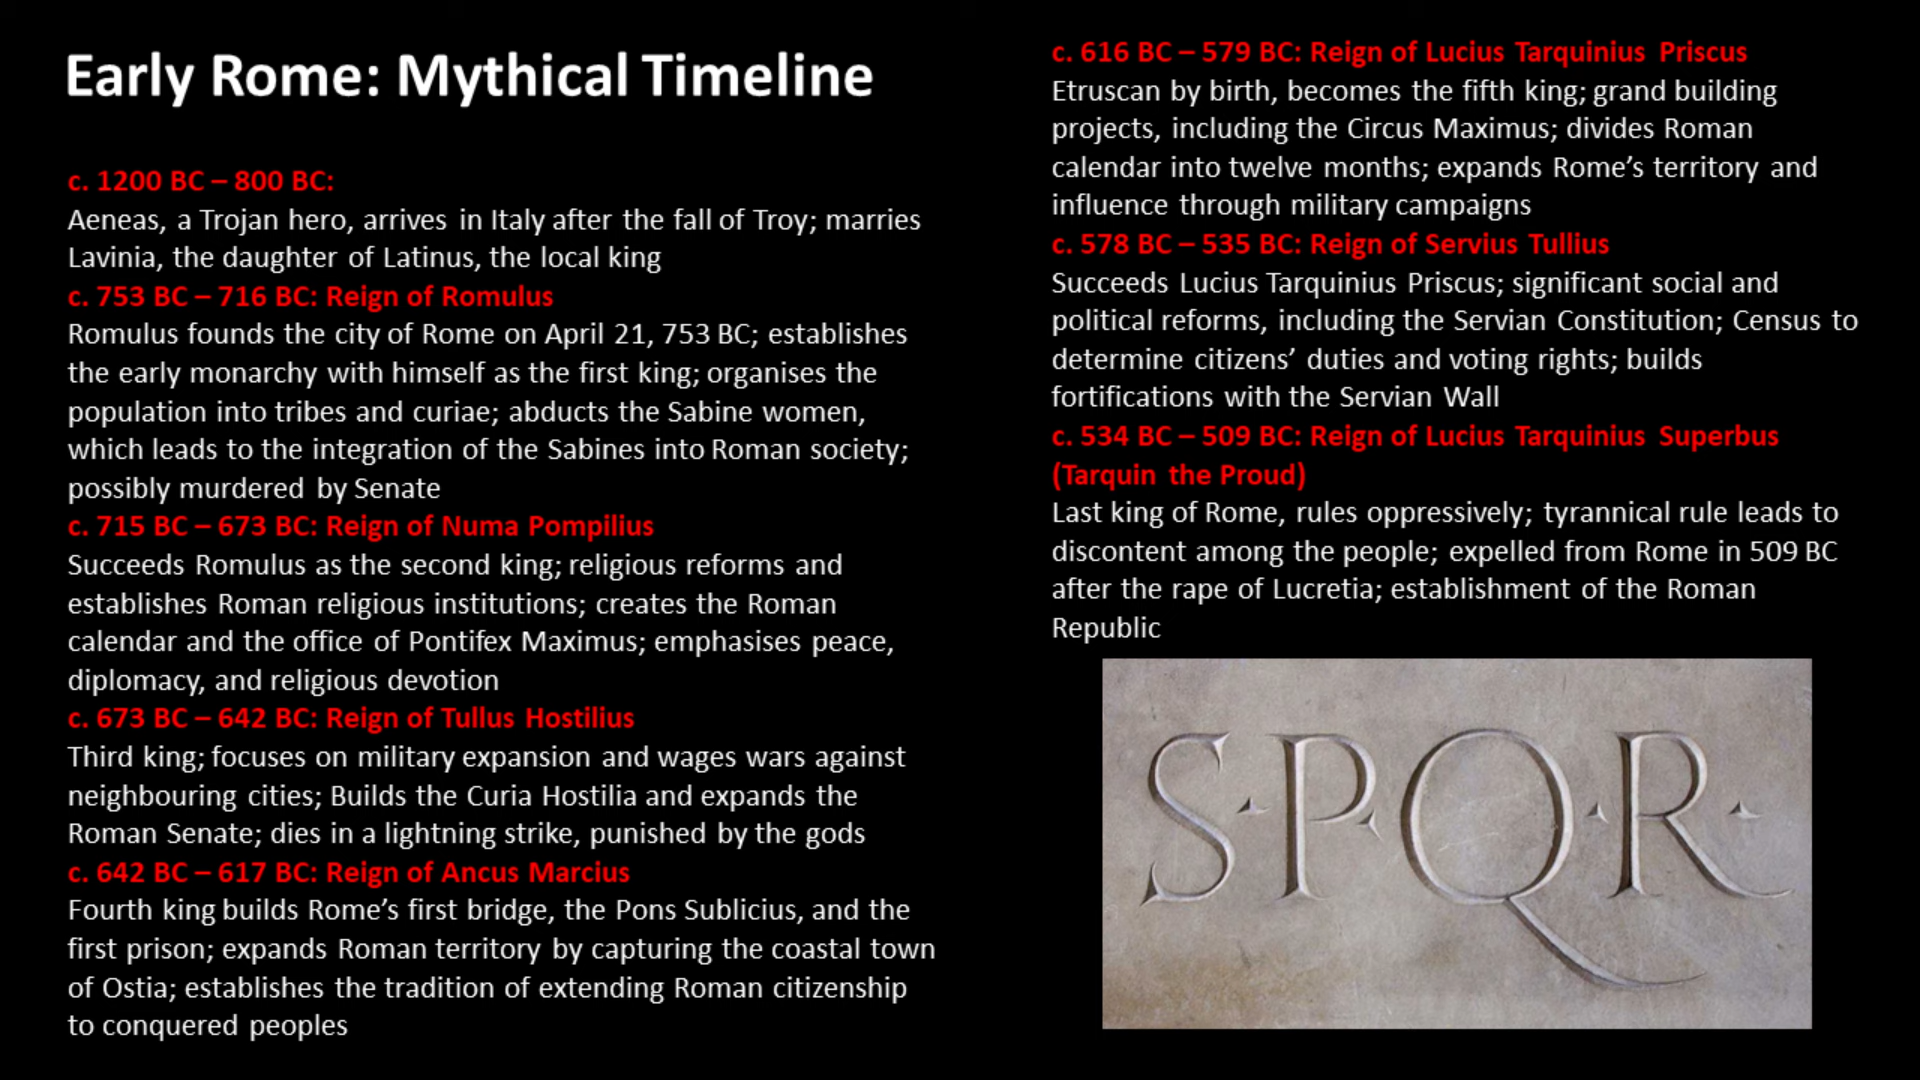 Early Rome: Mythical Timeline
c. 1200 BC – 800 BC:
Aeneas, a Trojan hero, arrives in Italy after the fall of Troy; marries
Lavinia, the daughter of Latinus, the local king
c. 753 BC – 716 BC: Reign of Romulus
Romulus founds the city of Rome on April 21, 753 BC; establishes
the early monarchy with himself as the first king; organises the
population into tribes and curiae; abducts the Sabine women,
which leads to the integration of the Sabines into Roman society;
possibly murdered by Senate
c. 715 BC – 673 BC: Reign of Numa Pompilius
Succeeds Romulus as the second king; religious reforms and
establishes Roman religious institutions; creates the Roman
calendar and the office of Pontifex Maximus; emphasises peace,
diplomacy, and religious devotion
c. 673 BC – 642 BC: Reign of Tullus Hostilius
Third king; focuses on military expansion and wages wars against
neighbouring cities; Builds the Curia Hostilia and expands the
Roman Senate; dies in a lightning strike, punished by the gods
c. 642 BC – 617 BC: Reign of Ancus Marcius
Fourth king builds Rome’s first bridge, the Pons Sublicius, and the
first prison; expands Roman territory by capturing the coastal town
of Ostia; establishes the tradition of extending Roman citizenship
to conquered peoples
c. 616 BC – 579 BC: Reign of Lucius Tarquinius Priscus
Etruscan by birth, becomes the fifth king; grand building
projects, including the Circus Maximus; divides Roman
calendar into twelve months; expands Rome’s territory and
influence through military campaigns
c. 578 BC – 535 BC: Reign of Servius Tullius
Succeeds Lucius Tarquinius Priscus; significant social and
political reforms, including the Servian Constitution; Census to
determine citizens’ duties and voting rights; builds
fortifications with the Servian Wall
c. 534 BC – 509 BC: Reign of Lucius Tarquinius Superbus
(Tarquin the Proud)
Last king of Rome, rules oppressively; tyrannical rule leads to
discontent among the people; expelled from Rome in 509 BC
after the rape of Lucretia; establishment of the Roman
Republic
S·P·Q·R·